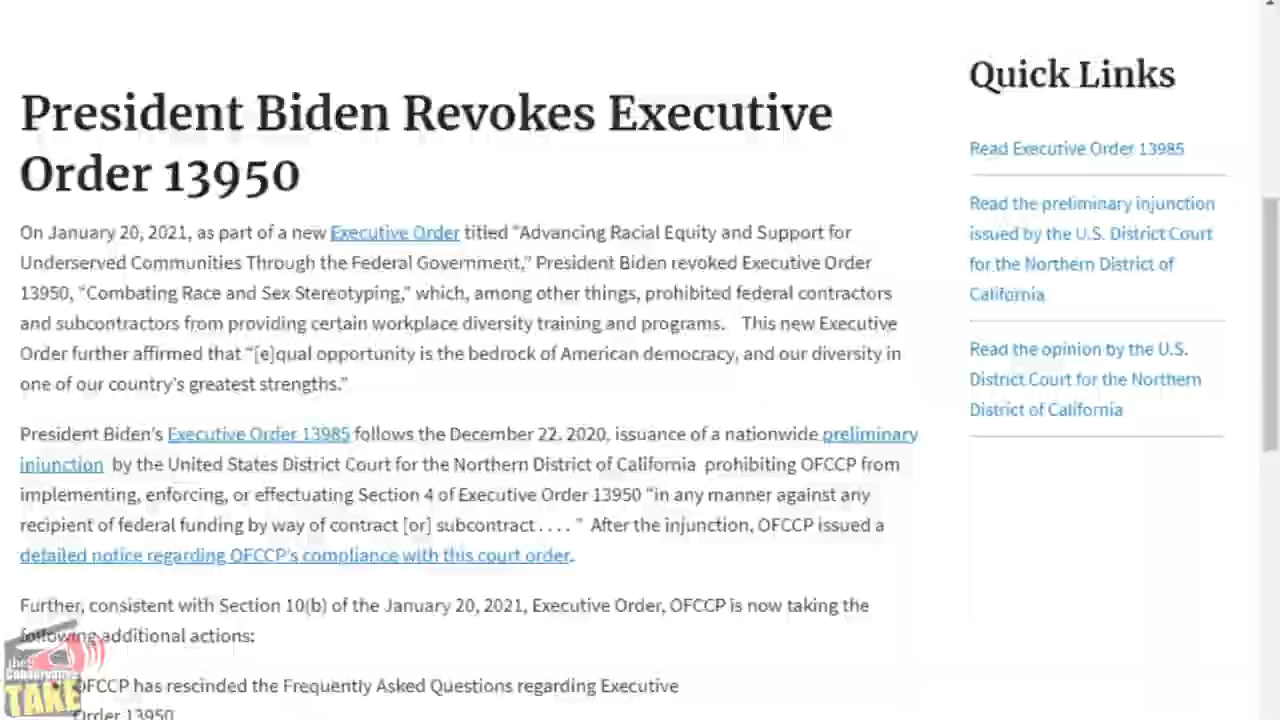 President Biden Revokes Executive
Order 13950
On January 20, 2021, as part of a new Executive Order titled "Advancing Racial Equity and Support for
Underserved Communities Through the Federal Government," President Biden revoked Executive Order
13950, "Combating Race and Sex Stereotyping," which, among other things, prohibited federal contractors
and subcontractors from providing certain workplace diversity training and programs. This new Executive
Order further affirmed that "[e]qual opportunity is the bedrock of American democracy, and our diversity in
one of our country's greatest strengths."
President Biden's Executive Order 13985 follows the December 22. 2020, issuance of a nationwide preliminary
injunction by the United States District Court for the Northern District of California prohibiting OFCCP from
implementing, enforcing, or effectuating Section 4 of Executive Order 13950 "in any manner against any
recipient of federal funding by way of contract [or] subcontract . . . . " After the injunction, OFCCP issued a
detailed notice regarding OFCCP's compliance with this court order.
Further, consistent with Section 10(b) of the January 20, 2021, Executive Order, OFCCP is now taking the
following additional actions:
OFCCP has rescinded the Frequently Asked Questions regarding Executive
Order 13950
Quick Links
Read Executive Order 13985
Read the preliminary injunction
issued by the U.S. District Court
for the Northern District of
California
Read the opinion by the U.S.
District Court for the Northern
District of California
The
Conservative
TAKE